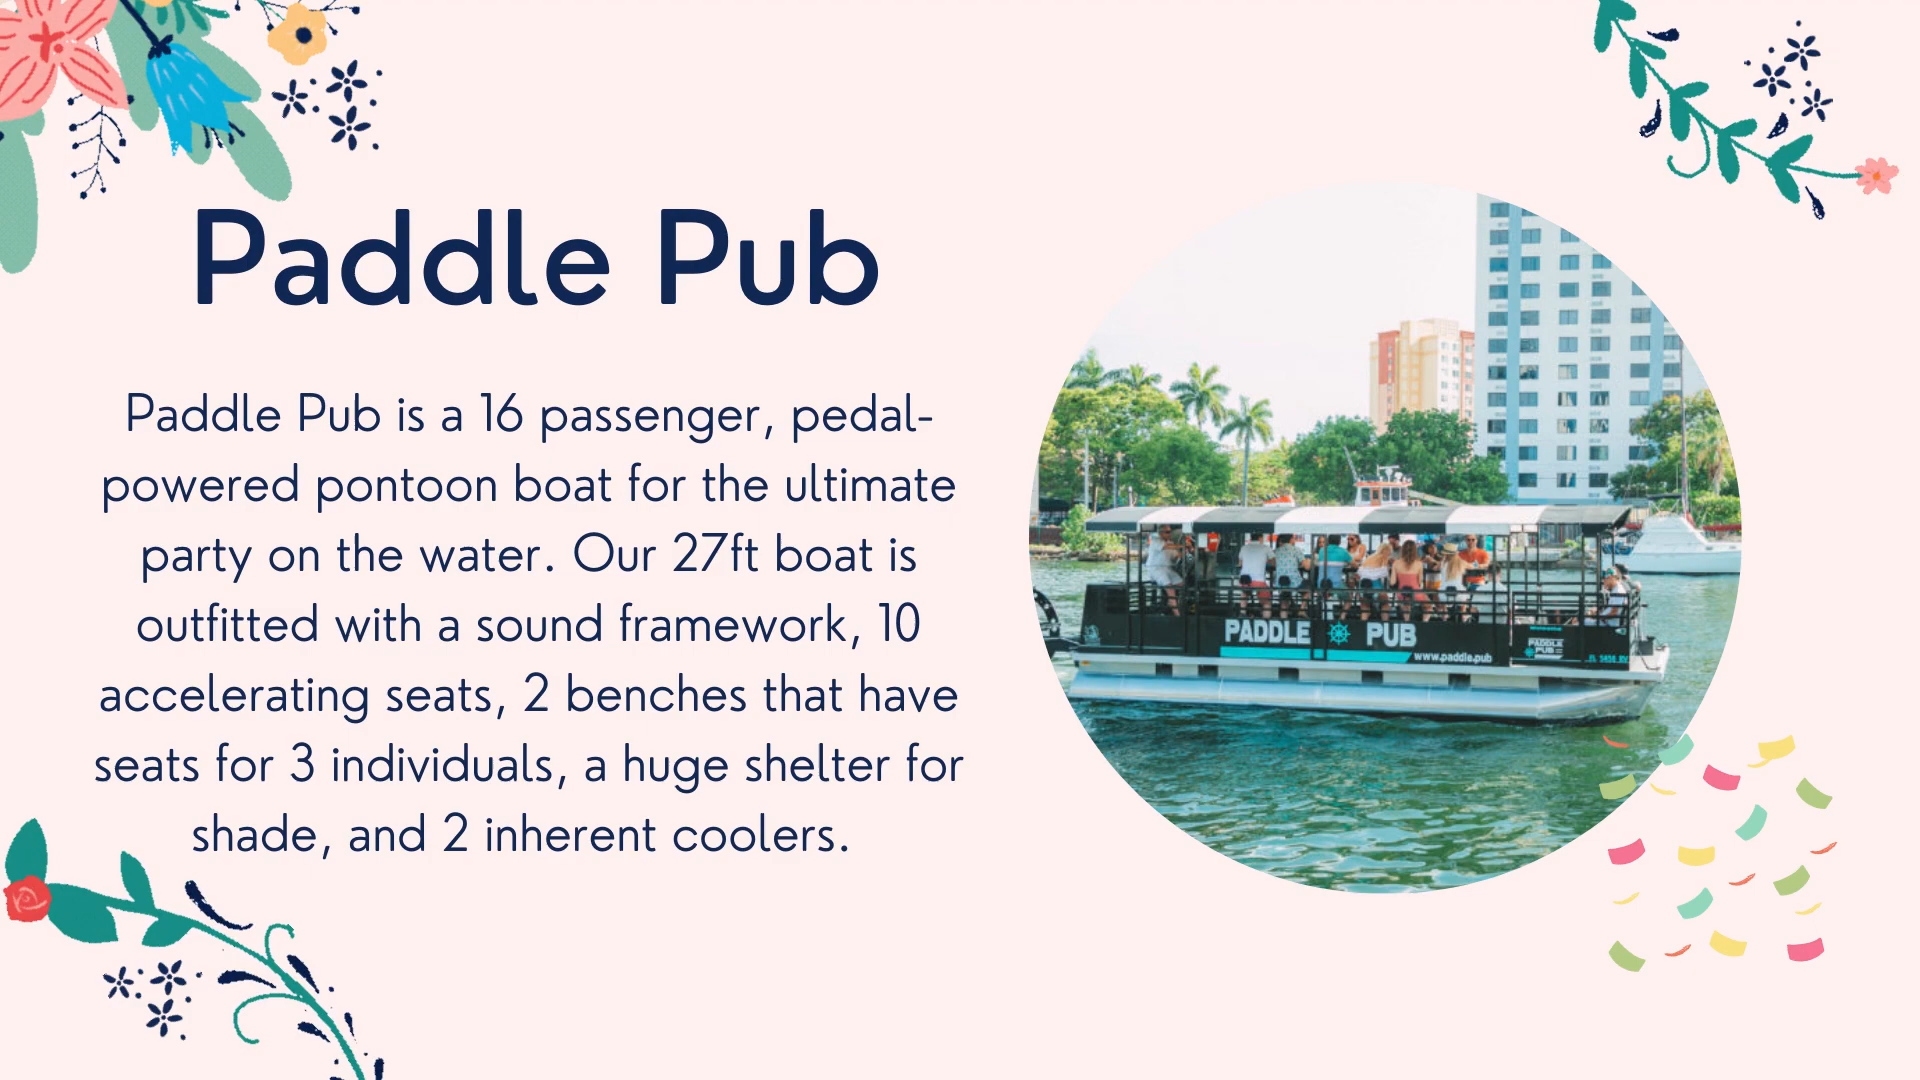 Paddle Pub
Paddle Pub is a 16 passenger, pedal-
powered pontoon boat for the ultimate
party on the water. Our 27ft boat is
outfitted with a sound framework, 10
accelerating seats, 2 benches that have
seats for 3 individuals, a huge shelter for
shade, and 2 inherent coolers.
PADDLE PUB
www.paddle.pub
PADDLE
PUB